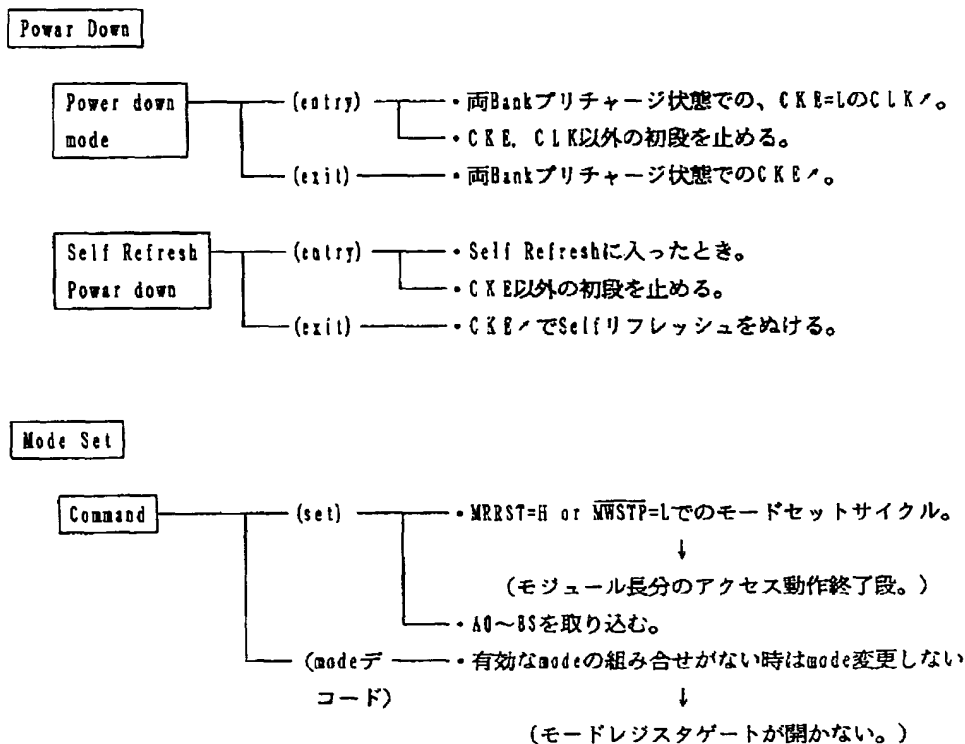 Powar Down
Power down (entry) ・両Bankプリチャージ状態での、CKE=LのCLK↗。
mode ・CKE, CLK以外の初段を止める。
(exit) ・両Bankプリチャージ状態でのCKE↗。
Self Refresh (entry) ・Self Refreshに入ったとき。
Powar down ・CKE以外の初段を止める。
(exit) ・CKE↗でSelfリフレッシュをぬける。
Mode Set
Command (set) ・MRRST=H or MWSTP=Lでのモードセットサイクル。
↓
(モジュール長分のアクセス動作終了段。)
・A0～BSを取り込む。
(modeデ ・有効なmodeの組み合せがない時はmode変更しない
コード) ↓
(モードレジスタゲートが開かない。)